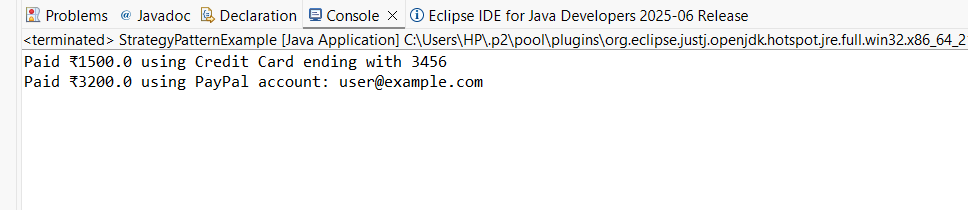 Problems @ Javadoc Declaration Console Eclipse IDE for Java Developers 2025-06 Release
<terminated> StrategyPatternExample [Java Application] C:\Users\HP\.p2\pool\plugins\org.eclipse.justj.openjdk.hotspot.jre.full.win32.x86_64_2
Paid ₹1500.0 using Credit Card ending with 3456
Paid ₹3200.0 using PayPal account: user@example.com